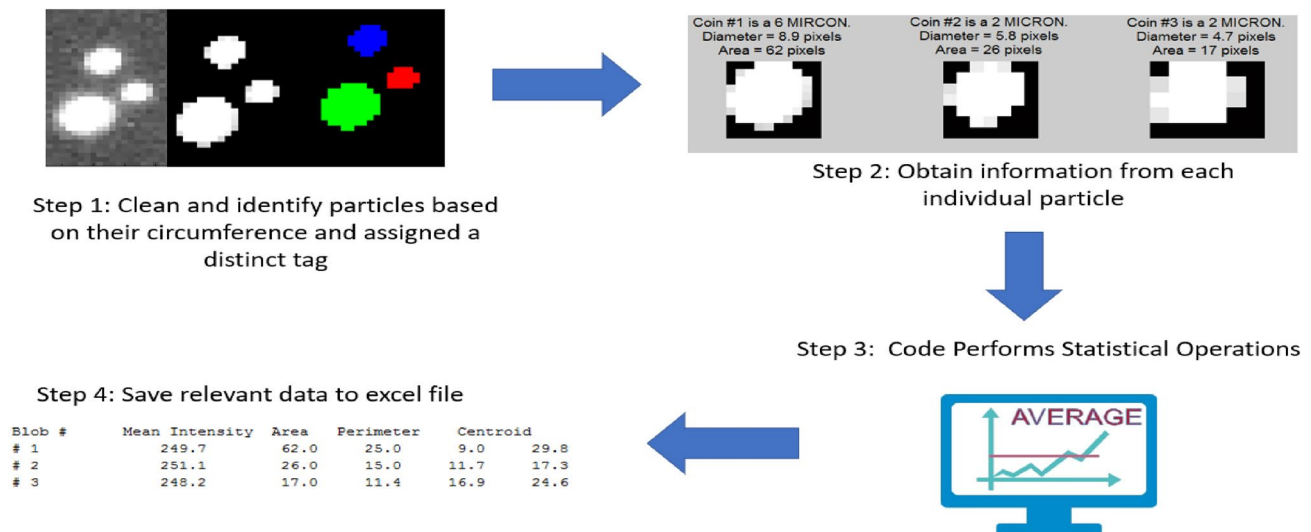 Coin #1 is a 6 MIRCON.
Diameter = 8.9 pixels
Area = 62 pixels
Coin #2 is a 2 MICRON.
Diameter = 5.8 pixels
Area = 26 pixels
Coin #3 is a 2 MICRON.
Diameter = 4.7 pixels
Area = 17 pixels
Step 1: Clean and identify particles based
on their circumference and assigned a
distinct tag
Step 2: Obtain information from each
individual particle
Step 3: Code Performs Statistical Operations
AVERAGE
Step 4: Save relevant data to excel file
Blob # Mean Intensity Area Perimeter Centroid
# 1 249.7 62.0 25.0 9.0 29.8
# 2 251.1 26.0 15.0 11.7 17.3
# 3 248.2 17.0 11.4 16.9 24.6